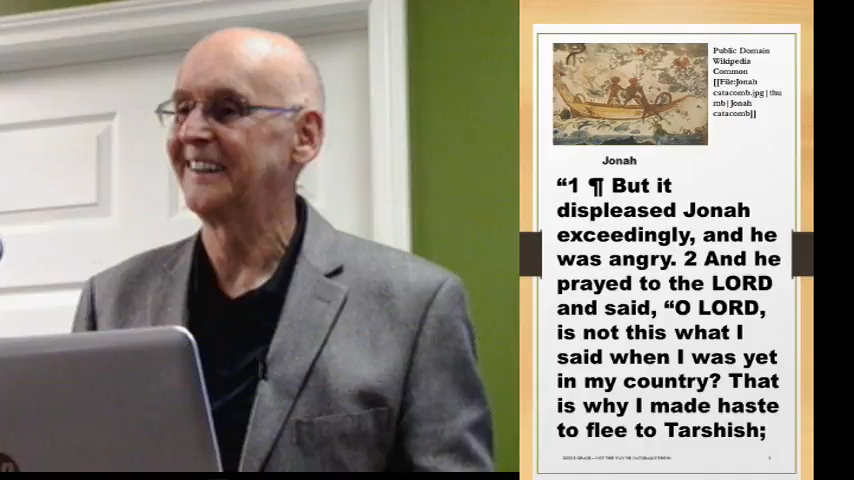 Public Domain
Wikipedia
Common
[[File:Jonah
catacomb.jpg|thu
mb|Jonah
catacomb]]
Jonah
“1 ¶ But it
displeased Jonah
exceedingly, and he
was angry. 2 And he
prayed to the LORD
and said, “O LORD,
is not this what I
said when I was yet
in my country? That
is why I made haste
to flee to Tarshish;